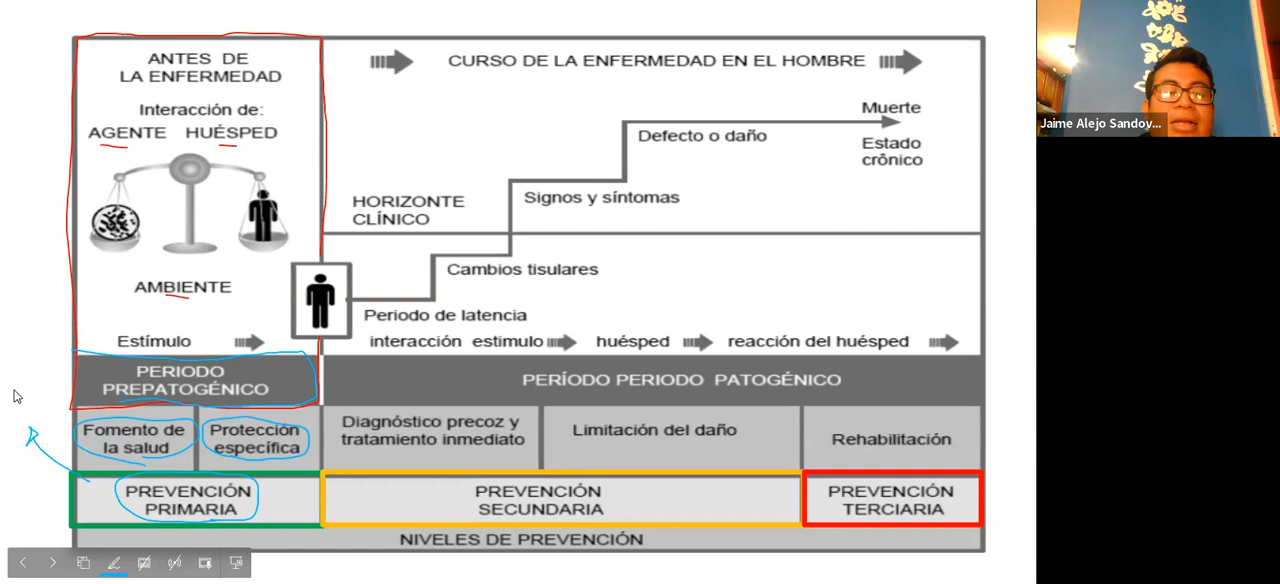 ANTES DE
LA ENFERMEDAD
Interacción de:
AGENTE HUÉSPED
AMBIENTE
Estímulo
CURSO DE LA ENFERMEDAD EN EL HOMBRE
Muerte
Defecto o daño
Estado
crônico
Signos y síntomas
HORIZONTE
CLÍNICO
Cambios tisulares
Periodo de latencia
interacción estimulo huésped reacción del huésped
PERIODO
PREPATOGÉNICO
PERÍODO PERIODO PATOGÉNICO
Fomento de
la salud
Protección
específica
Diagnóstico precoz y
tratamiento inmediato
Limitación del daño
Rehabilitación
PREVENCIÓN
PRIMARIA
PREVENCIÓN
SECUNDARIA
PREVENCIÓN
TERCIARIA
NIVELES DE PREVENCIÓN
Jaime Alejo Sandoy...